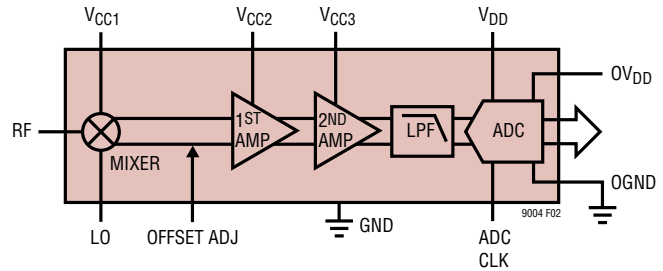 VCC1
VCC2
VCC3
VDD
OVDD
RF
1ST
AMP
2ND
AMP
LPF
ADC
MIXER
OGND
9004 F02
LO
OFFSET ADJ
GND
ADC
CLK